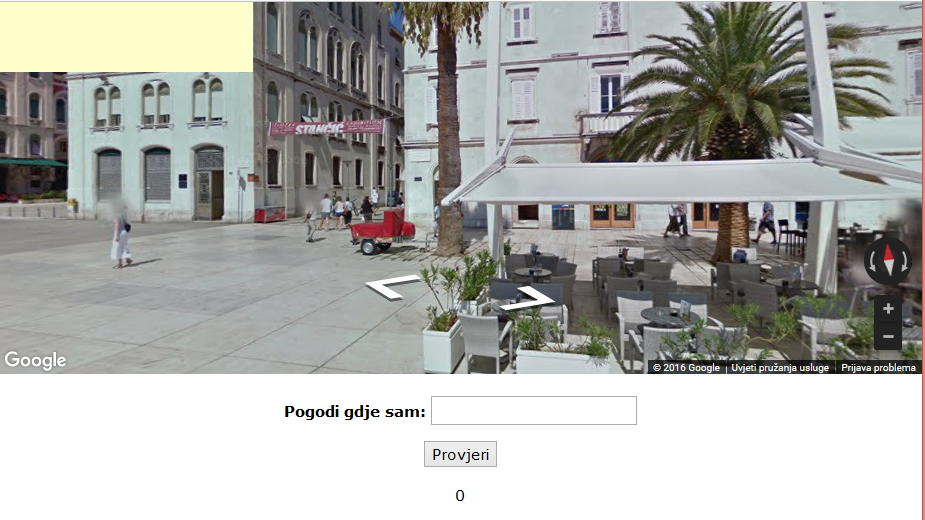 STANČIĆ
Google
© 2016 Google
Uvjeti pružanja usluge
Prijava problema
Pogodi gdje sam:
Provjeri
0